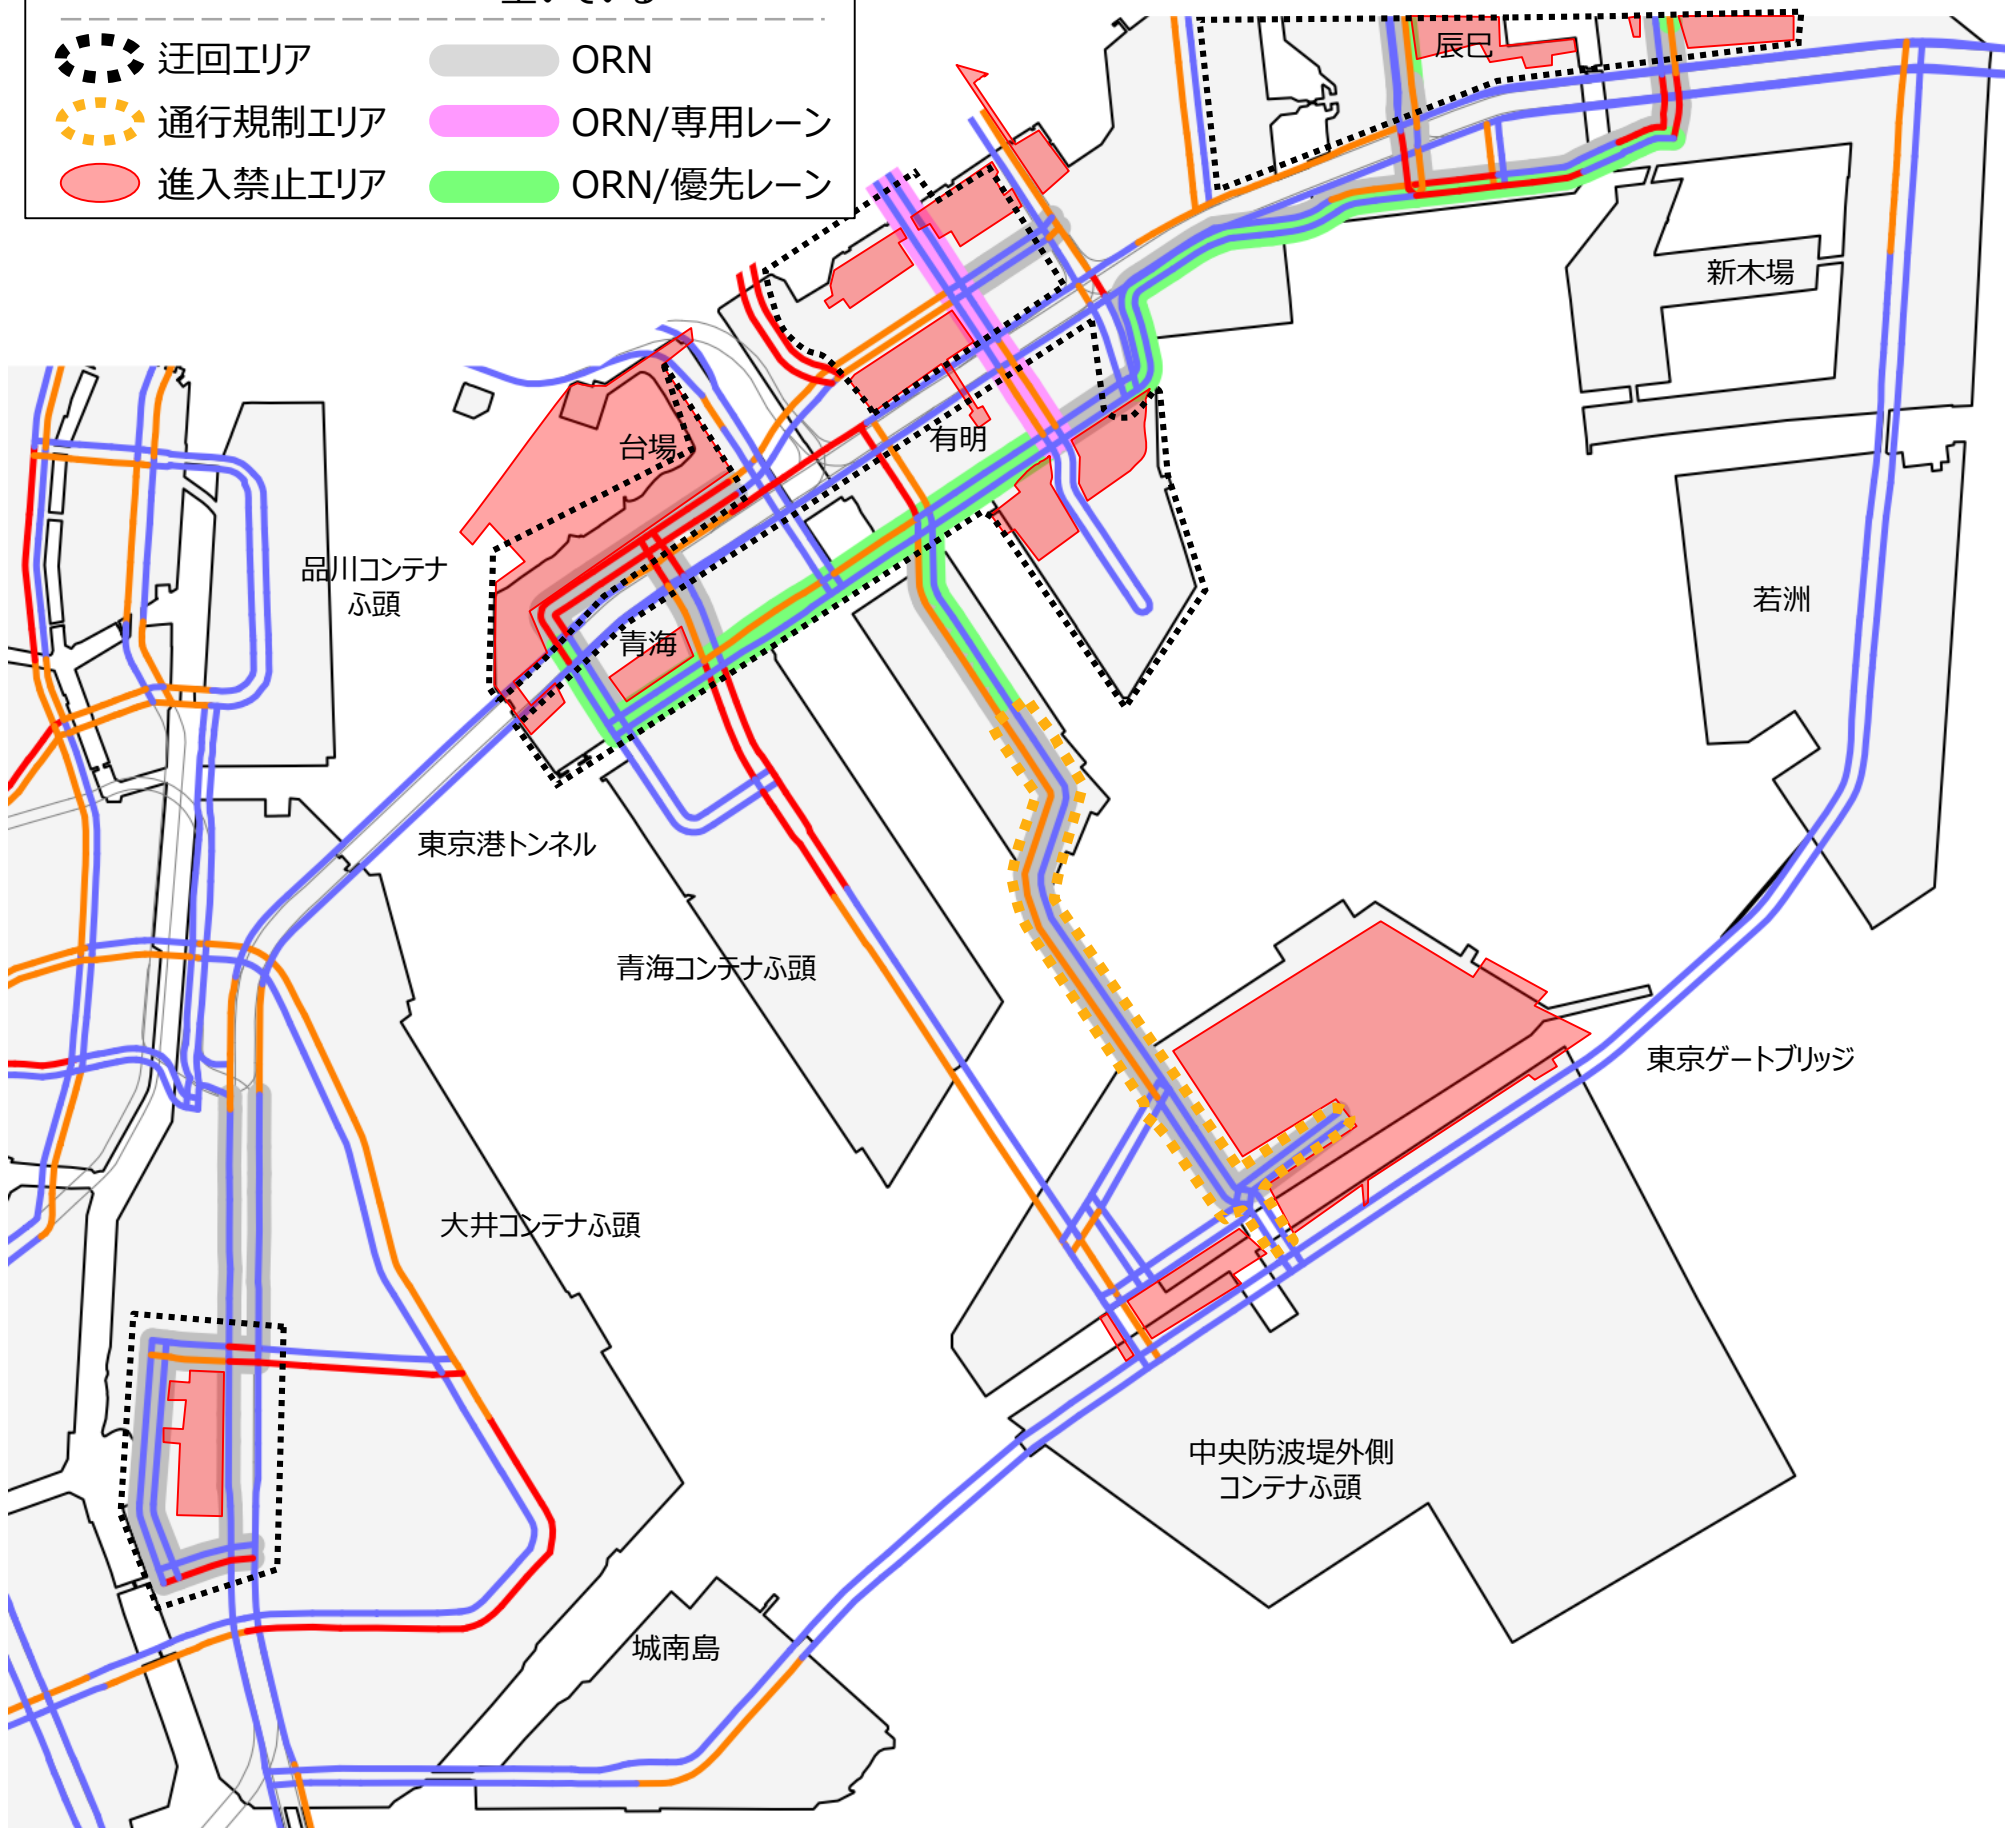 空いている
迂回エリア
ORN
通行規制エリア
ORN/専用レーン
進入禁止エリア
ORN/優先レーン
辰巳
新木場
台場
有明
品川コンテナ
ふ頭
若洲
青海
東京港トンネル
青海コンテナふ頭
東京ゲートブリッジ
大井コンテナふ頭
中央防波堤外側
コンテナふ頭
城南島